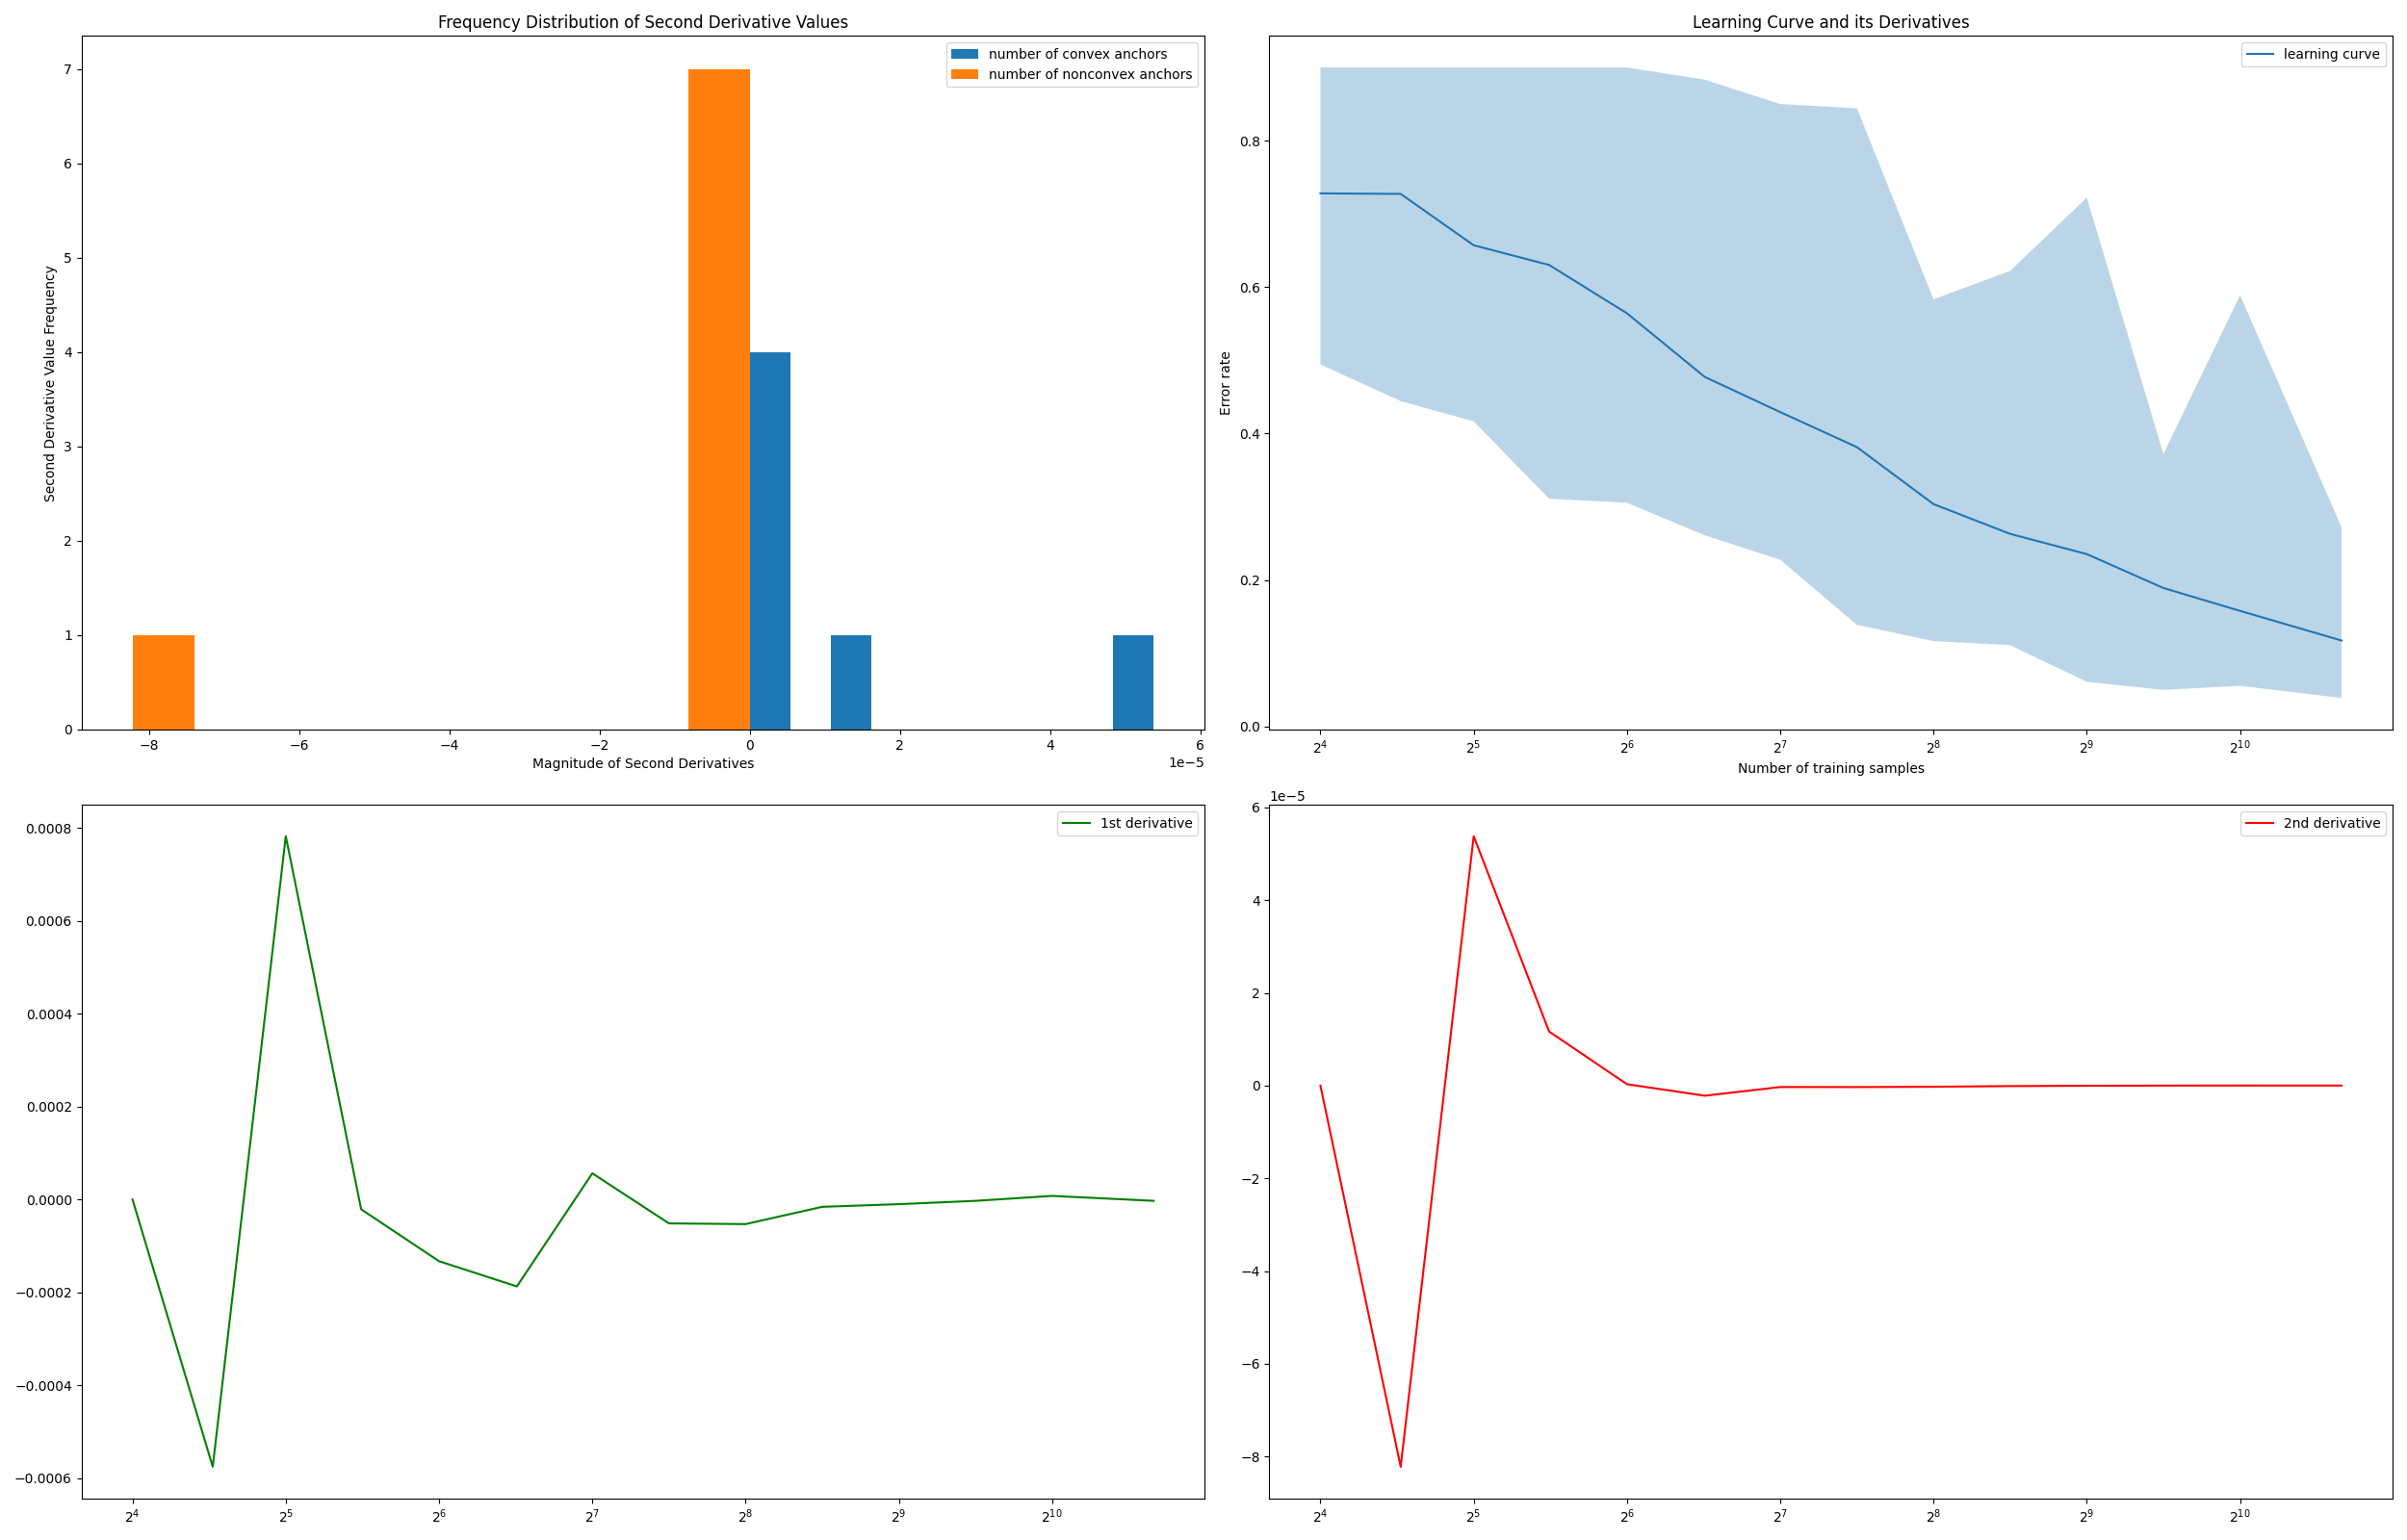 Frequency Distribution of Second Derivative Values
number of convex anchors
number of nonconvex anchors
Second Derivative Value Frequency
7
6
5
4
3
2
1
0
−8 −6 −4 −2 0 2 4 6
1e−5
Magnitude of Second Derivatives
Learning Curve and its Derivatives
learning curve
Error rate
0.8
0.6
0.4
0.2
0.0
2^4 2^5 2^6 2^7 2^8 2^9 2^10
Number of training samples
1st derivative
0.0008
0.0006
0.0004
0.0002
0.0000
−0.0002
−0.0004
−0.0006
2^4 2^5 2^6 2^7 2^8 2^9 2^10
1e−5
2nd derivative
6
4
2
0
−2
−4
−6
−8
2^4 2^5 2^6 2^7 2^8 2^9 2^10